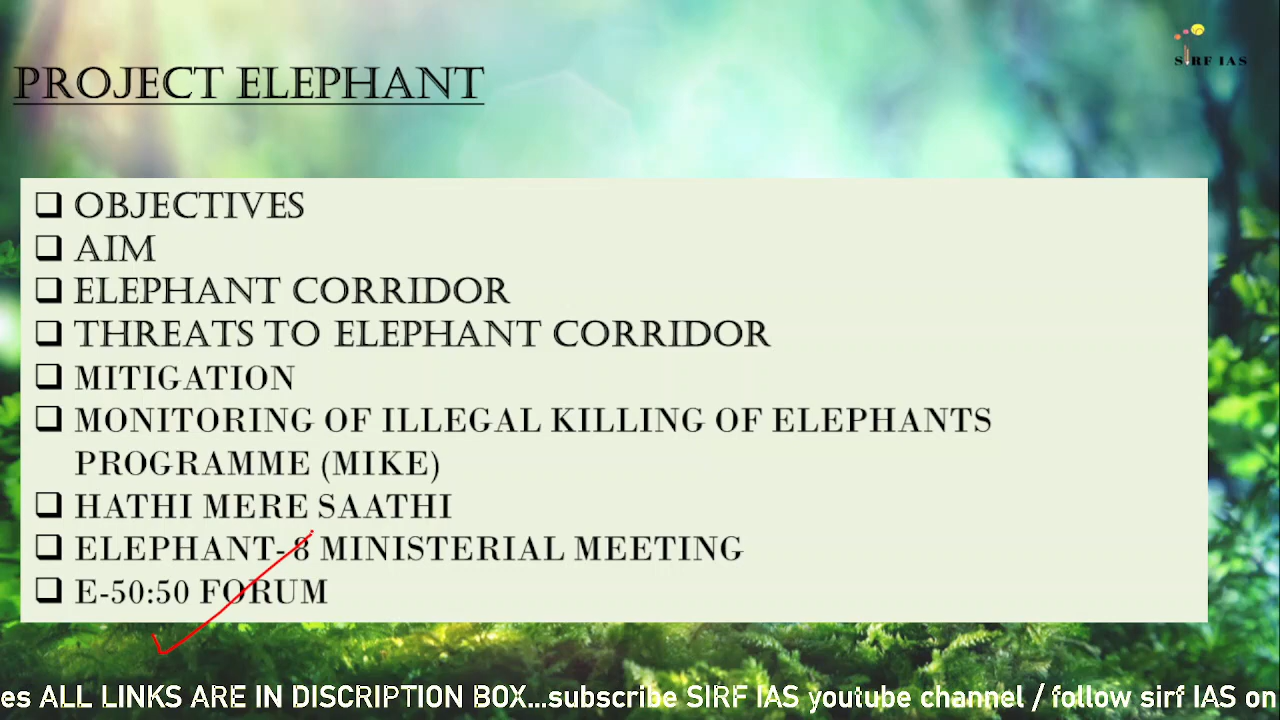 SIRF IAS
PROJECT ELEPHANT
❑ OBJECTIVES
❑ AIM
❑ ELEPHANT CORRIDOR
❑ THREATS TO ELEPHANT CORRIDOR
❑ MITIGATION
❑ MONITORING OF ILLEGAL KILLING OF ELEPHANTS
PROGRAMME (MIKE)
❑ HATHI MERE SAATHI
❑ ELEPHANT- 8 MINISTERIAL MEETING
❑ E-50:50 FORUM
es ALL LINKS ARE IN DISCRIPTION BOX...subscribe SIRF IAS youtube channel / follow sirf IAS on